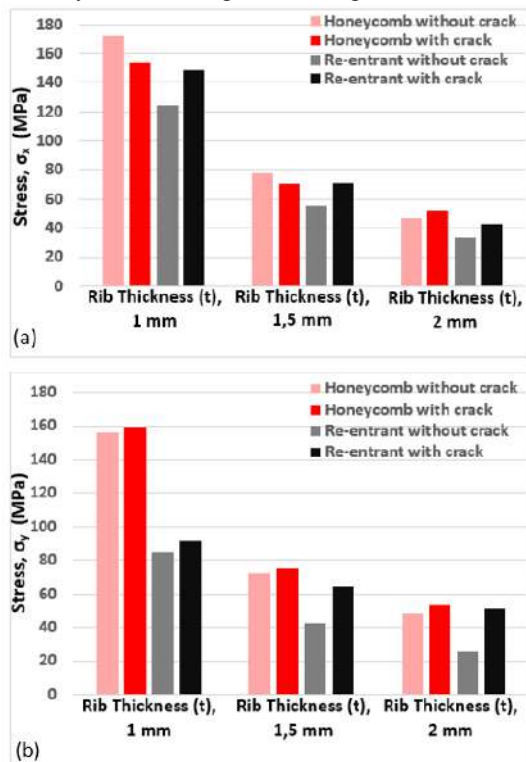 180
160
140
120
100
80
60
40
20
0
Stress, σx (MPa)
Honeycomb without crack
Honeycomb with crack
Re-entrant without crack
Re-entrant with crack
Rib Thickness (t),
1 mm
Rib Thickness (t),
1,5 mm
Rib Thickness (t),
2 mm
(a)
180
160
140
120
100
80
60
40
20
0
Stress, σy (MPa)
Honeycomb without crack
Honeycomb with crack
Re-entrant without crack
Re-entrant with crack
Rib Thickness (t),
1 mm
Rib Thickness (t),
1,5 mm
Rib Thickness (t),
2 mm
(b)